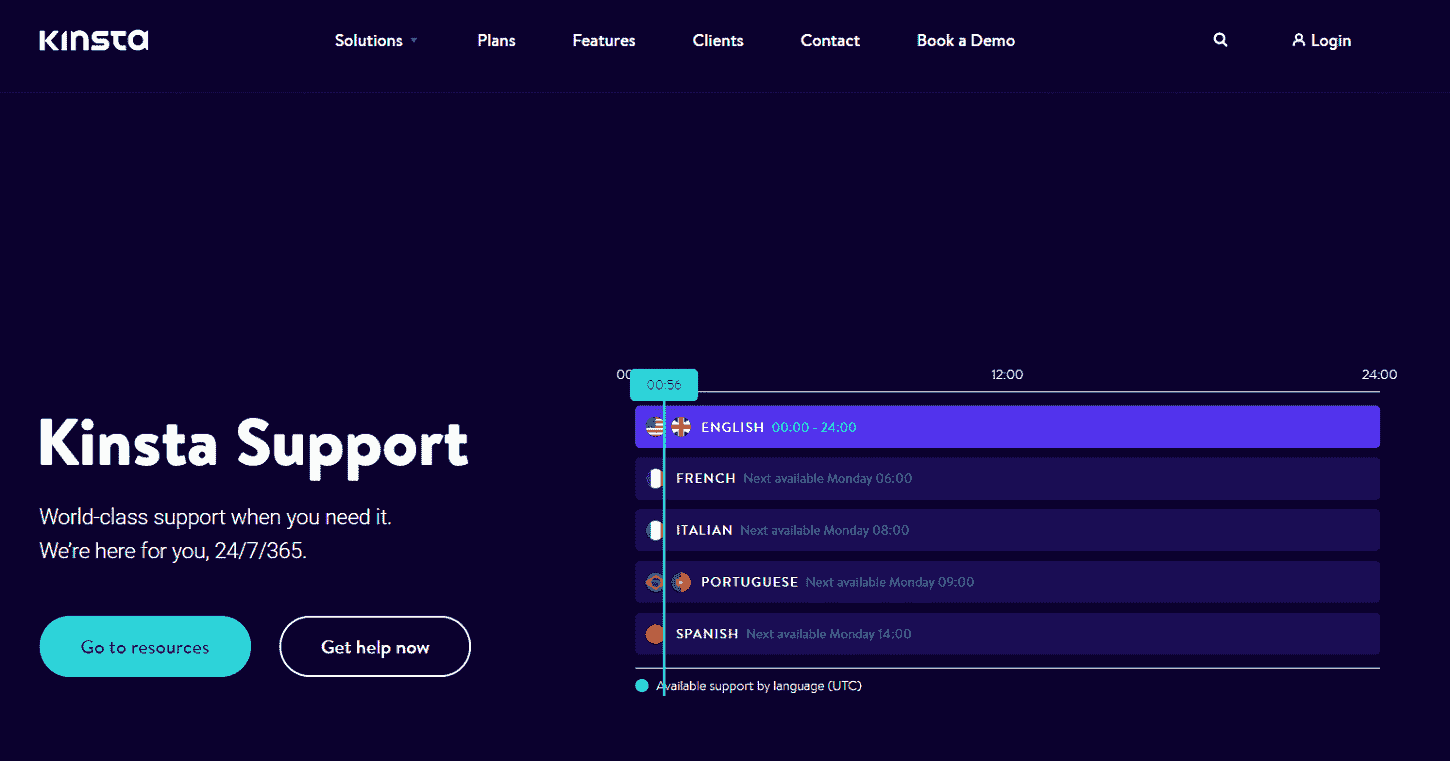 Kinsta
Solutions Plans Features Clients Contact Book a Demo Login
12:00 24:00
00:56
Kinsta Support
World-class support when you need it.
We're here for you, 24/7/365.
Go to resources Get help now
ENGLISH 00:00 - 24:00
FRENCH Next available Monday 06:00
ITALIAN Next available Monday 08:00
PORTUGUESE Next available Monday 09:00
SPANISH Next available Monday 14:00
Available support by language (UTC)